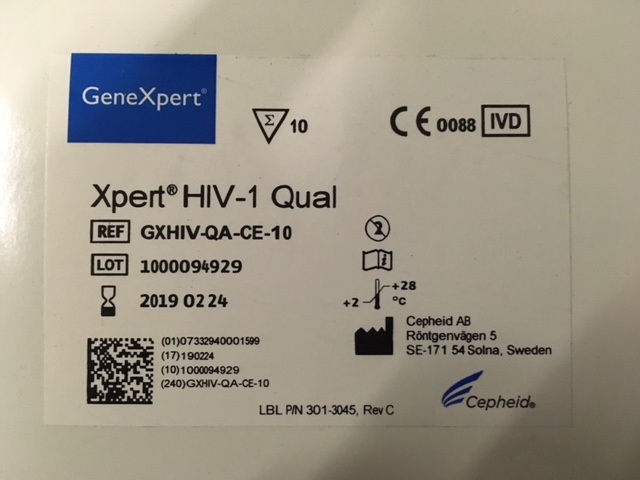 GeneXpert®
Σ 10
CE 0088 IVD
Xpert® HIV-1 Qual
REF GXHIV-QA-CE-10
2
LOT 1000094929
i
2019 02 24
+2 +28 °C
Cepheid AB
Röntgenvägen 5
SE-171 54 Solna, Sweden
(01)07332940001599
(17)190224
(10)1000094929
(240)GXHIV-QA-CE-10
LBL P/N 301-3045, Rev C
Cepheid®